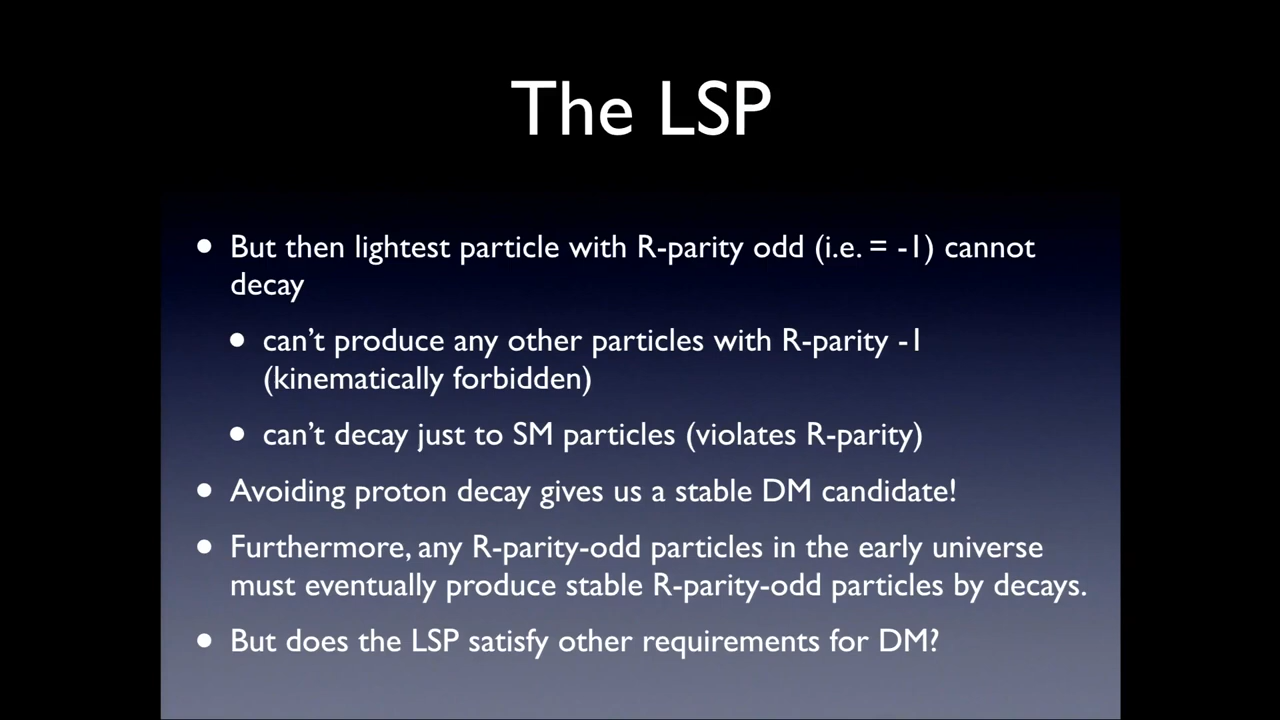 The LSP
• But then lightest particle with R-parity odd (i.e. = -1) cannot
decay
• can’t produce any other particles with R-parity -1
(kinematically forbidden)
• can’t decay just to SM particles (violates R-parity)
• Avoiding proton decay gives us a stable DM candidate!
• Furthermore, any R-parity-odd particles in the early universe
must eventually produce stable R-parity-odd particles by decays.
• But does the LSP satisfy other requirements for DM?